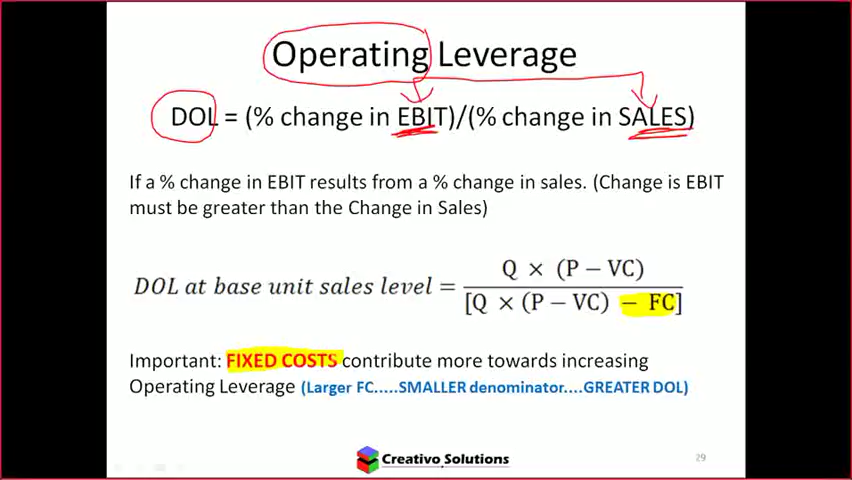 Operating Leverage
DOL = (% change in EBIT)/(% change in SALES)
If a % change in EBIT results from a % change in sales. (Change is EBIT
must be greater than the Change in Sales)
Q × (P − VC)
DOL at base unit sales level =
[Q × (P − VC) − FC]
Important: FIXED COSTS contribute more towards increasing
Operating Leverage (Larger FC.....SMALLER denominator....GREATER DOL)
Creativo Solutions
29